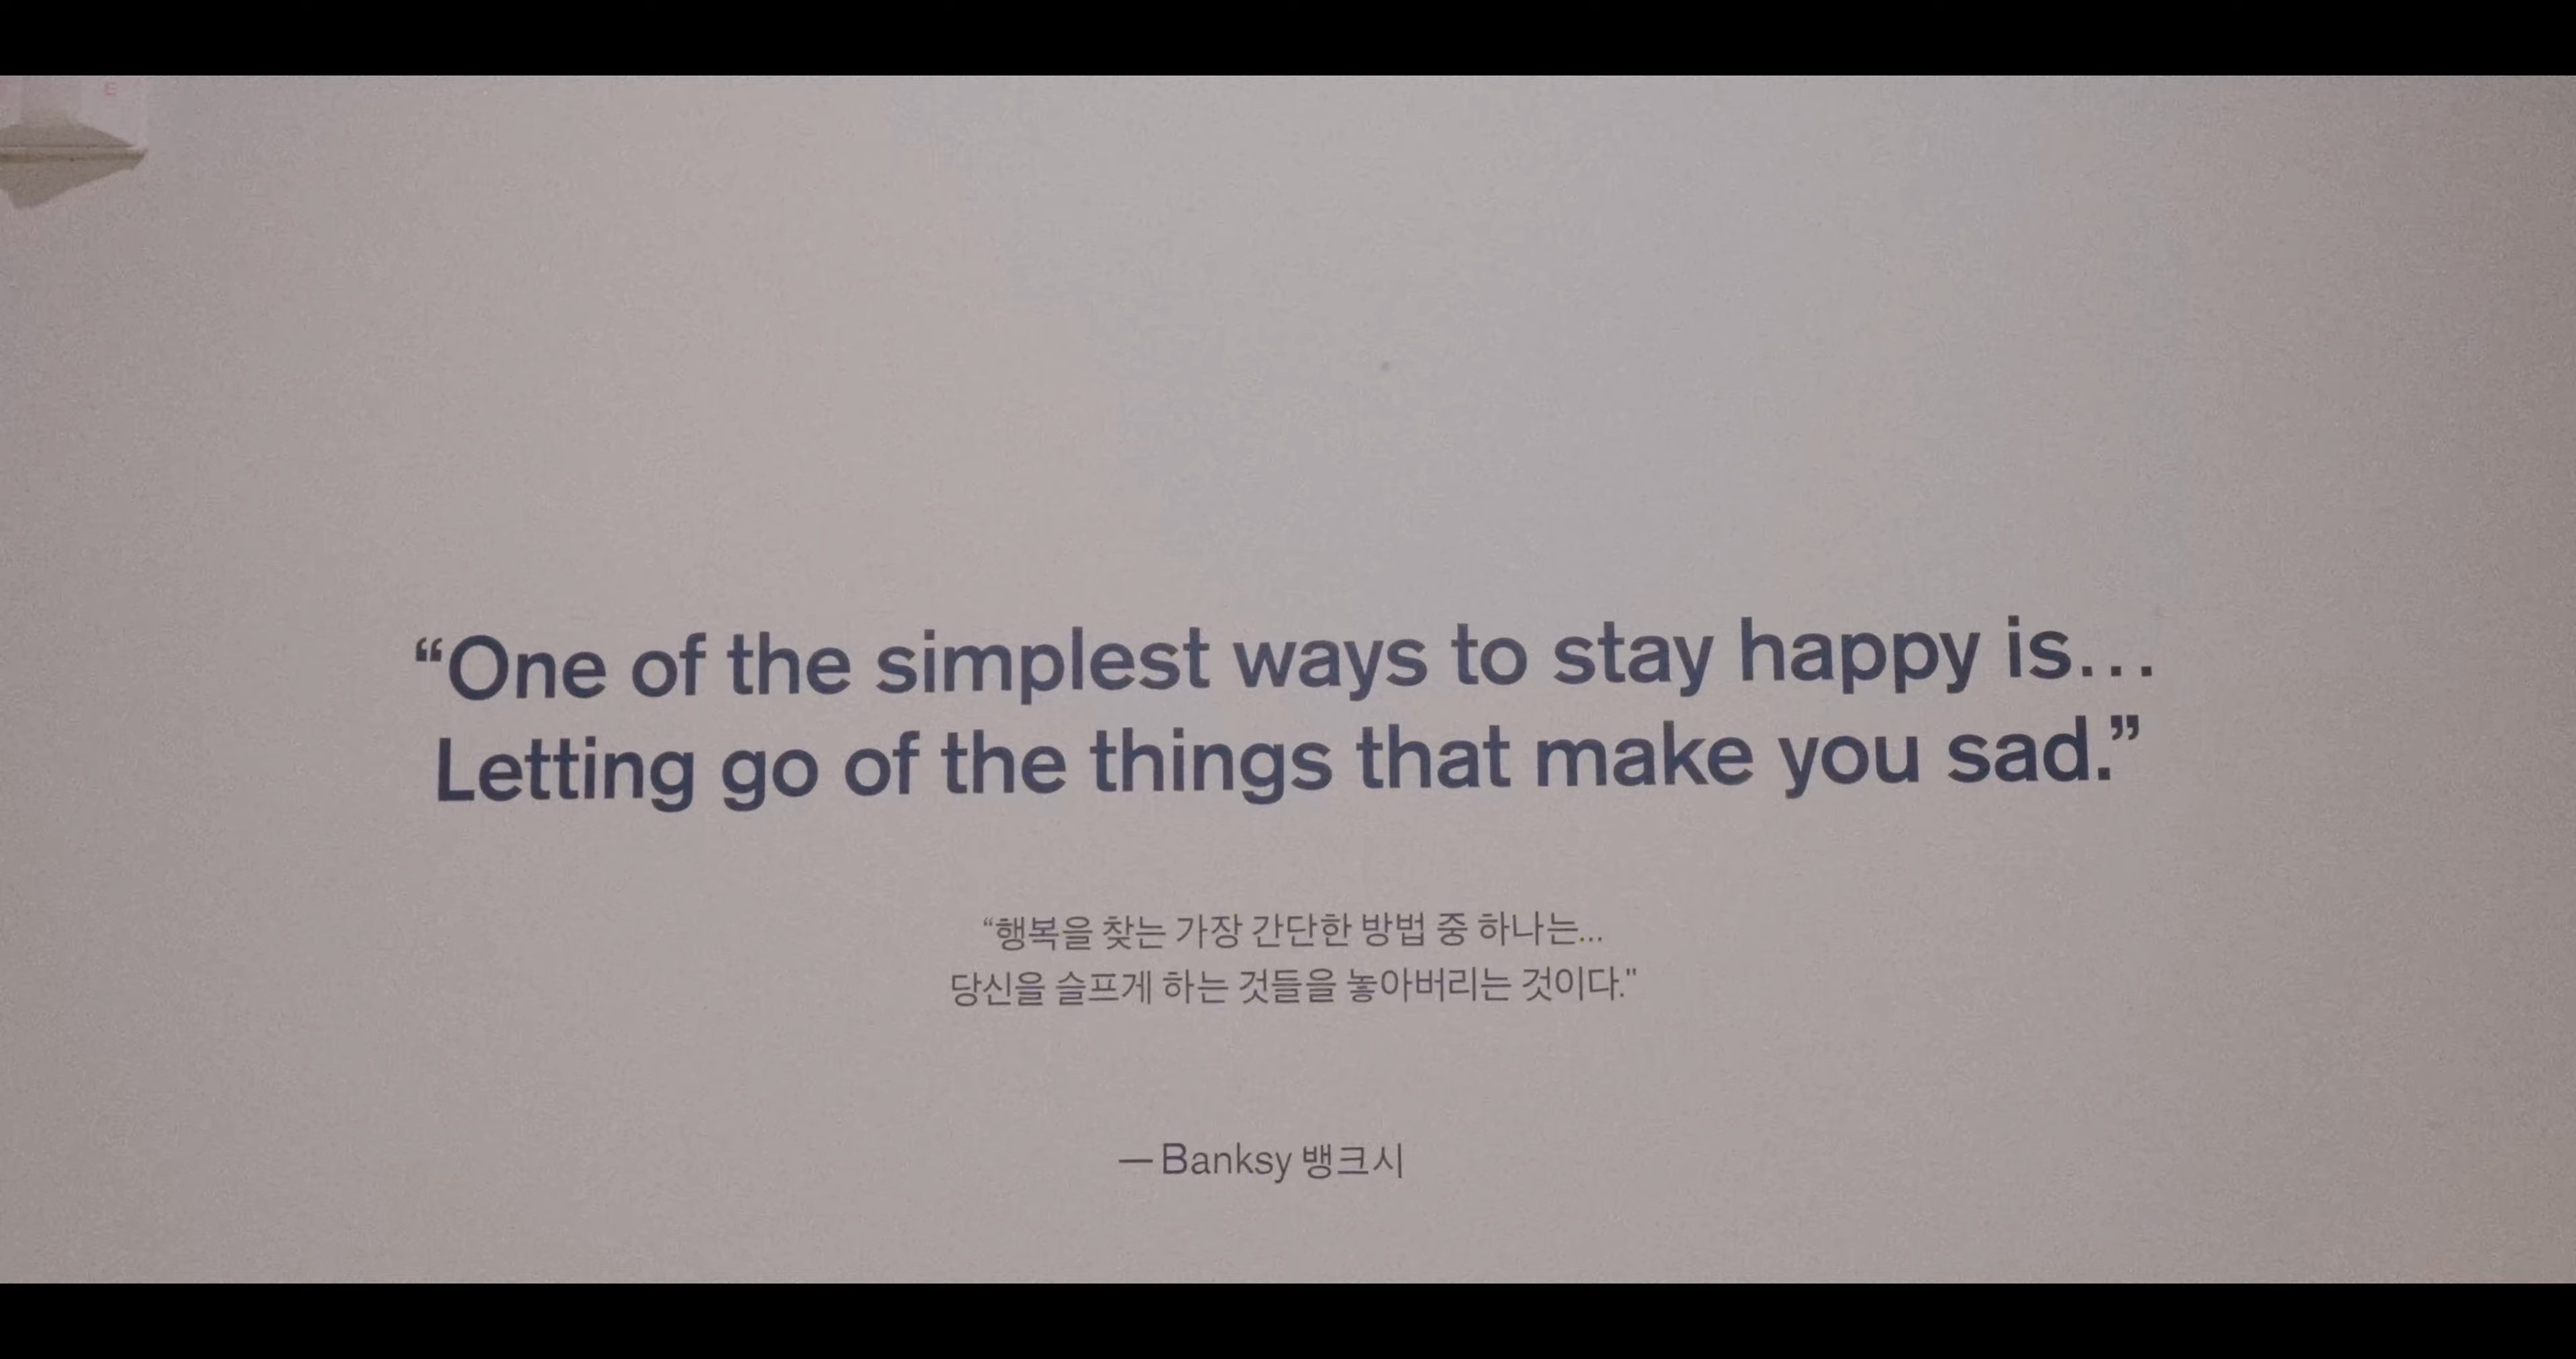 E
“One of the simplest ways to stay happy is...
Letting go of the things that make you sad.”
“행복을 찾는 가장 간단한 방법 중 하나는...
당신을 슬프게 하는 것들을 놓아버리는 것이다."
— Banksy 뱅크시